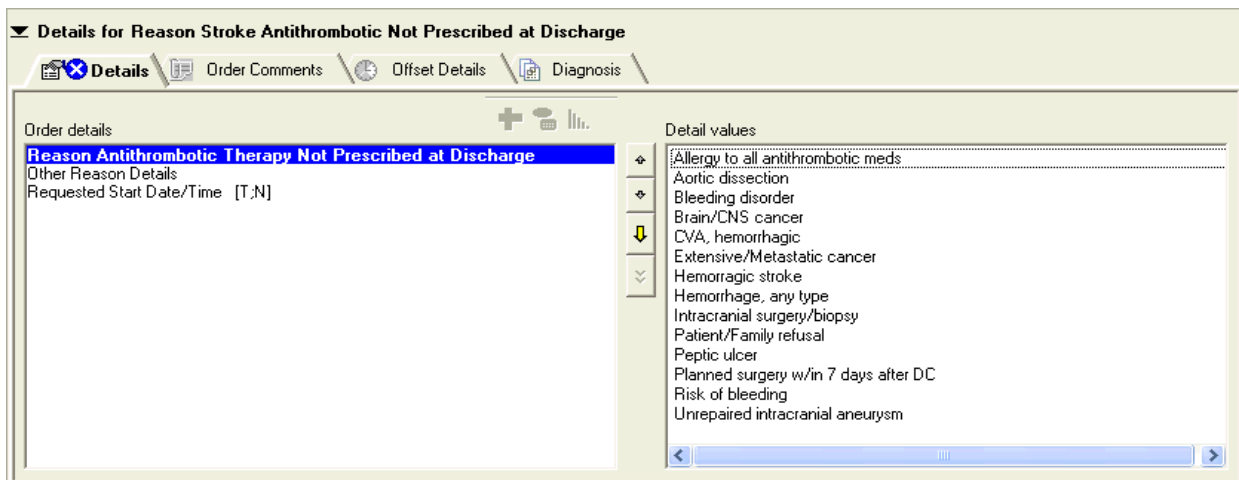 Details for Reason Stroke Antithrombotic Not Prescribed at Discharge
Details
Order Comments
Offset Details
Diagnosis
Order details
Reason Antithrombotic Therapy Not Prescribed at Discharge
Other Reason Details
Requested Start Date/Time [T;N]
Detail values
Allergy to all antithrombotic meds
Aortic dissection
Bleeding disorder
Brain/CNS cancer
CVA, hemorrhagic
Extensive/Metastatic cancer
Hemorragic stroke
Hemorrhage, any type
Intracranial surgery/biopsy
Patient/Family refusal
Peptic ulcer
Planned surgery w/in 7 days after DC
Risk of bleeding
Unrepaired intracranial aneurysm